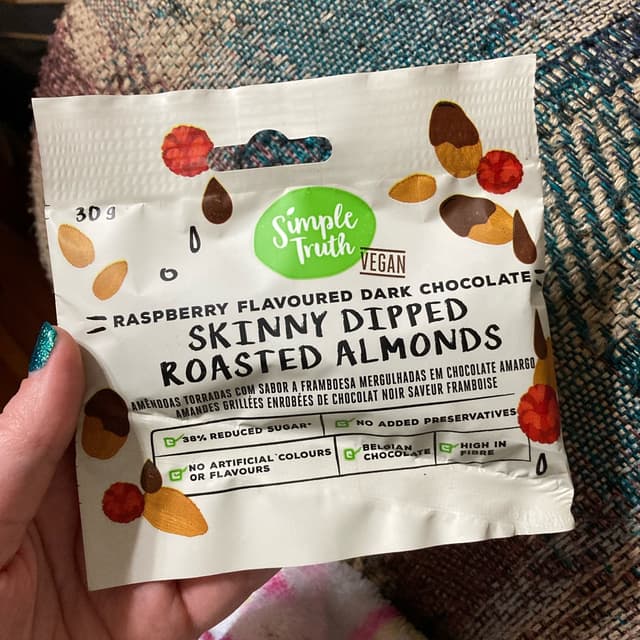 30g
Simple
Truth
VEGAN
RASPBERRY FLAVOURED DARK CHOCOLATE
SKINNY DIPPED
ROASTED ALMONDS
AMÊNDOAS TORRADAS COM SABOR A FRAMBOESA MERGULHADAS EM CHOCOLATE AMARGO
AMANDES GRILLÉES ENROBÉES DE CHOCOLAT NOIR SAVEUR FRAMBOISE
38% REDUCED SUGAR*
NO ADDED PRESERVATIVES
NO ARTIFICIAL COLOURS
OR FLAVOURS
BELGIAN
CHOCOLATE
HIGH IN
FIBRE